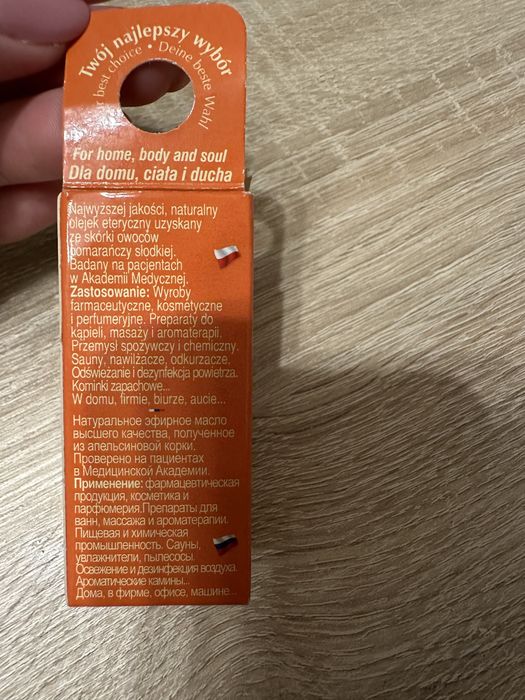 Twój najlepszy wybór
best choice • Deine beste Wahl
For home, body and soul
Dla domu, ciała i ducha
Najwyższej jakości, naturalny
olejek eteryczny uzyskany
ze skórki owoców
pomarańczy słodkiej.
Badany na pacjentach
w Akademii Medycznej.
Zastosowanie: Wyroby
farmaceutyczne, kosmetyczne
i perfumeryjne. Preparaty do
kąpieli, masaży i aromaterapii.
Przemysł spożywczy i chemiczny.
Sauny, nawilżacze, odkurzacze.
Odświeżanie i dezynfekcja powietrza.
Kominki zapachowe...
W domu, firmie, biurze, aucie...
Натуральное эфирное масло
высшего качества, полученное
из апельсиновой корки.
Проверено на пациентах
в Медицинской Академии.
Применение: фармацевтическая
продукция, косметика и
парфюмерия.Препараты для
ванн, массажа и ароматерапии.
Пищевая и химическая
промышленность. Сауны,
увлажнители, пылесосы.
Освежение и дезинфекция воздуха.
Ароматические камины...
Дома, в фирме, офисе, машине...